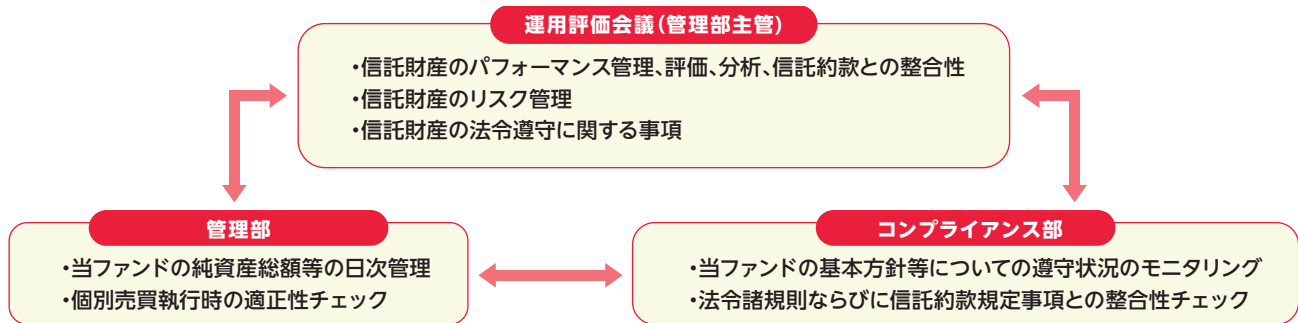 運用評価会議(管理部主管)
・信託財産のパフォーマンス管理、評価、分析、信託約款との整合性
・信託財産のリスク管理
・信託財産の法令遵守に関する事項
管理部
・当ファンドの純資産総額等の日次管理
・個別売買執行時の適正性チェック
コンプライアンス部
・当ファンドの基本方針等についての遵守状況のモニタリング
・法令諸規則ならびに信託約款規定事項との整合性チェック